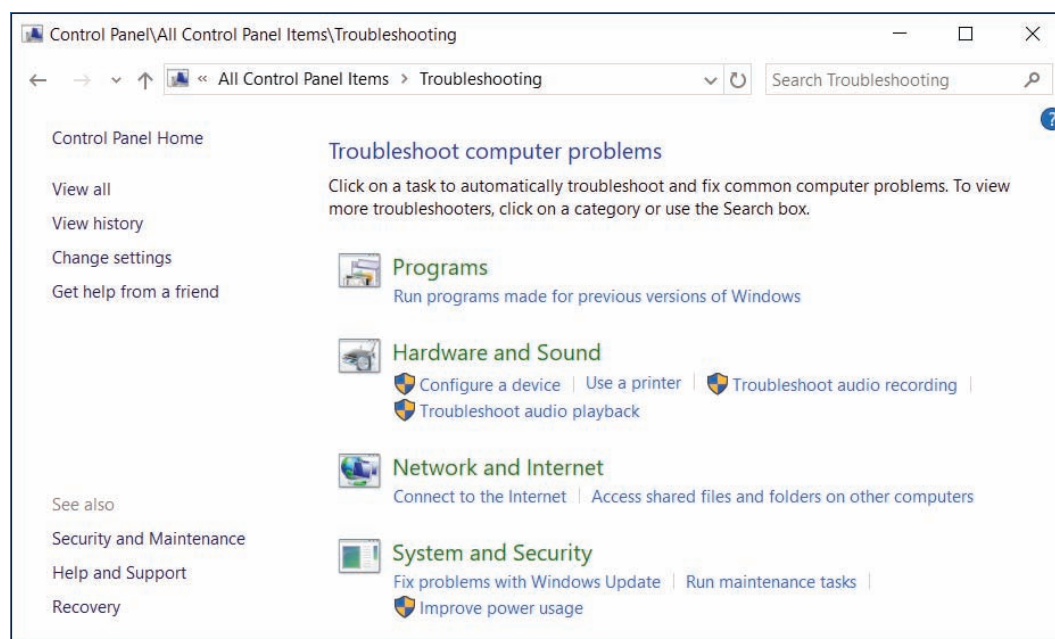 Control Panel\All Control Panel Items\Troubleshooting
« All Control Panel Items > Troubleshooting
Search Troubleshooting
?
Control Panel Home
View all
View history
Change settings
Get help from a friend
See also
Security and Maintenance
Help and Support
Recovery
Troubleshoot computer problems
Click on a task to automatically troubleshoot and fix common computer problems. To view
more troubleshooters, click on a category or use the Search box.
Programs
Run programs made for previous versions of Windows
Hardware and Sound
Configure a device | Use a printer | Troubleshoot audio recording |
Troubleshoot audio playback
Network and Internet
Connect to the Internet | Access shared files and folders on other computers
System and Security
Fix problems with Windows Update | Run maintenance tasks |
Improve power usage